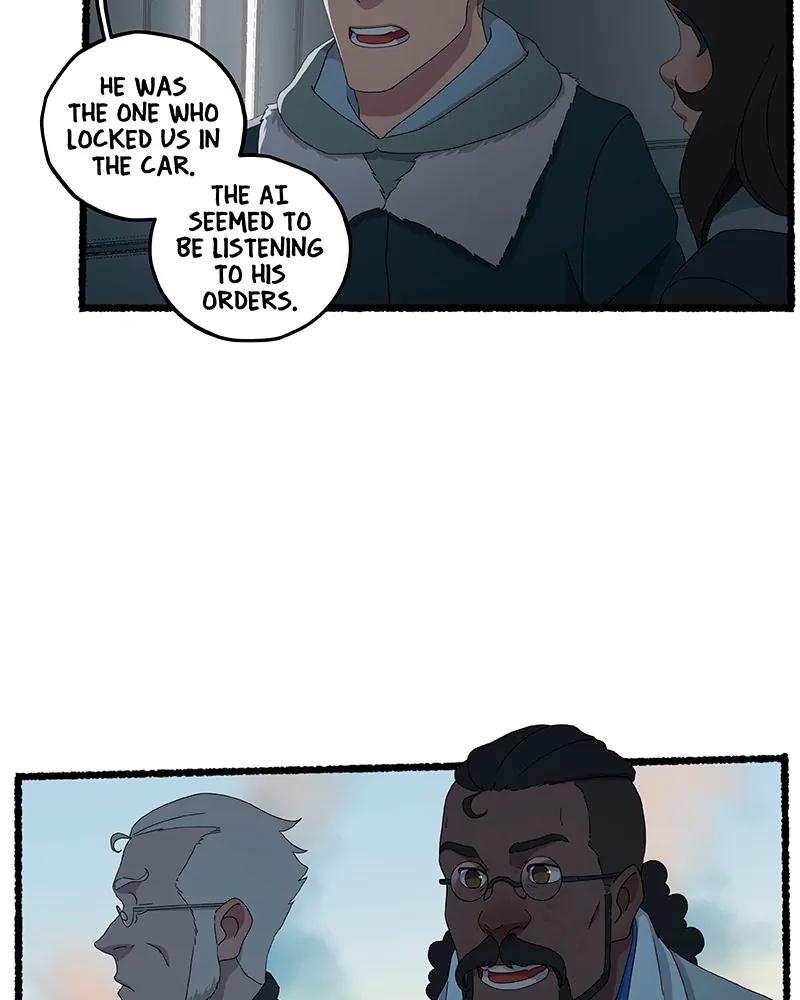 HE WAS
THE ONE WHO
LOCKED US IN
THE CAR.
THE AI
SEEMED TO
BE LISTENING
TO HIS
ORDERS.